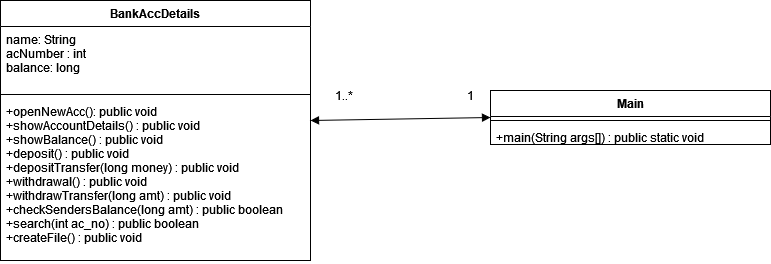 BankAccDetails
name: String
acNumber : int
balance: long
+openNewAcc(): public void
+showAccountDetails() : public void
+showBalance() : public void
+deposit() : public void
+depositTransfer(long money) : public void
+withdrawal() : public void
+withdrawTransfer(long amt) : public void
+checkSendersBalance(long amt) : public boolean
+search(int ac_no) : public boolean
+createFile() : public void
1..*
1
Main
+main(String args[]) : public static void